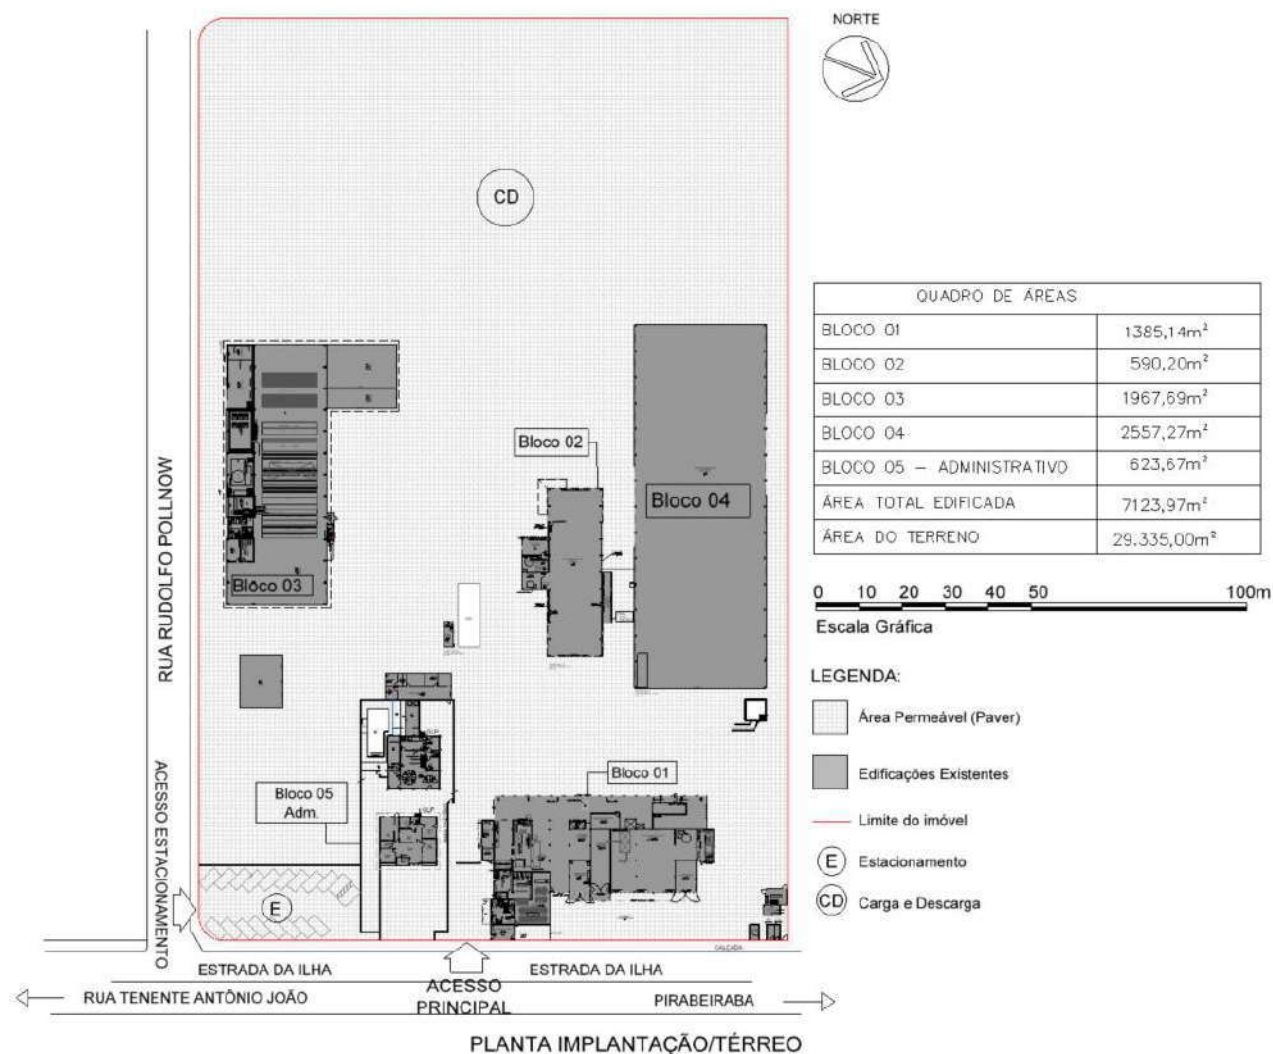 NORTE
CD
QUADRO DE ÁREAS
BLOCO 01 1385,14m²
BLOCO 02 590,20m²
BLOCO 03 1967,69m²
BLOCO 04 2557,27m²
BLOCO 05 – ADMINISTRATIVO 623,67m²
ÁREA TOTAL EDIFICADA 7123,97m²
ÁREA DO TERRENO 29.335,00m²
0 10 20 30 40 50 100m
Escala Gráfica
LEGENDA:
Área Permeável (Paver)
Edificações Existentes
Limite do imóvel
E Estacionamento
CD Carga e Descarga
Bloco 02
Bloco 04
Bloco 03
Bloco 01
Bloco 05
Adm.
E
RUA RUDOLFO POLLNOW
ACESSO ESTACIONAMENTO
CALÇADA
ESTRADA DA ILHA
ESTRADA DA ILHA
ACESSO
PRINCIPAL
RUA TENENTE ANTÔNIO JOÃO
PIRABEIRABA
PLANTA IMPLANTAÇÃO/TÉRREO